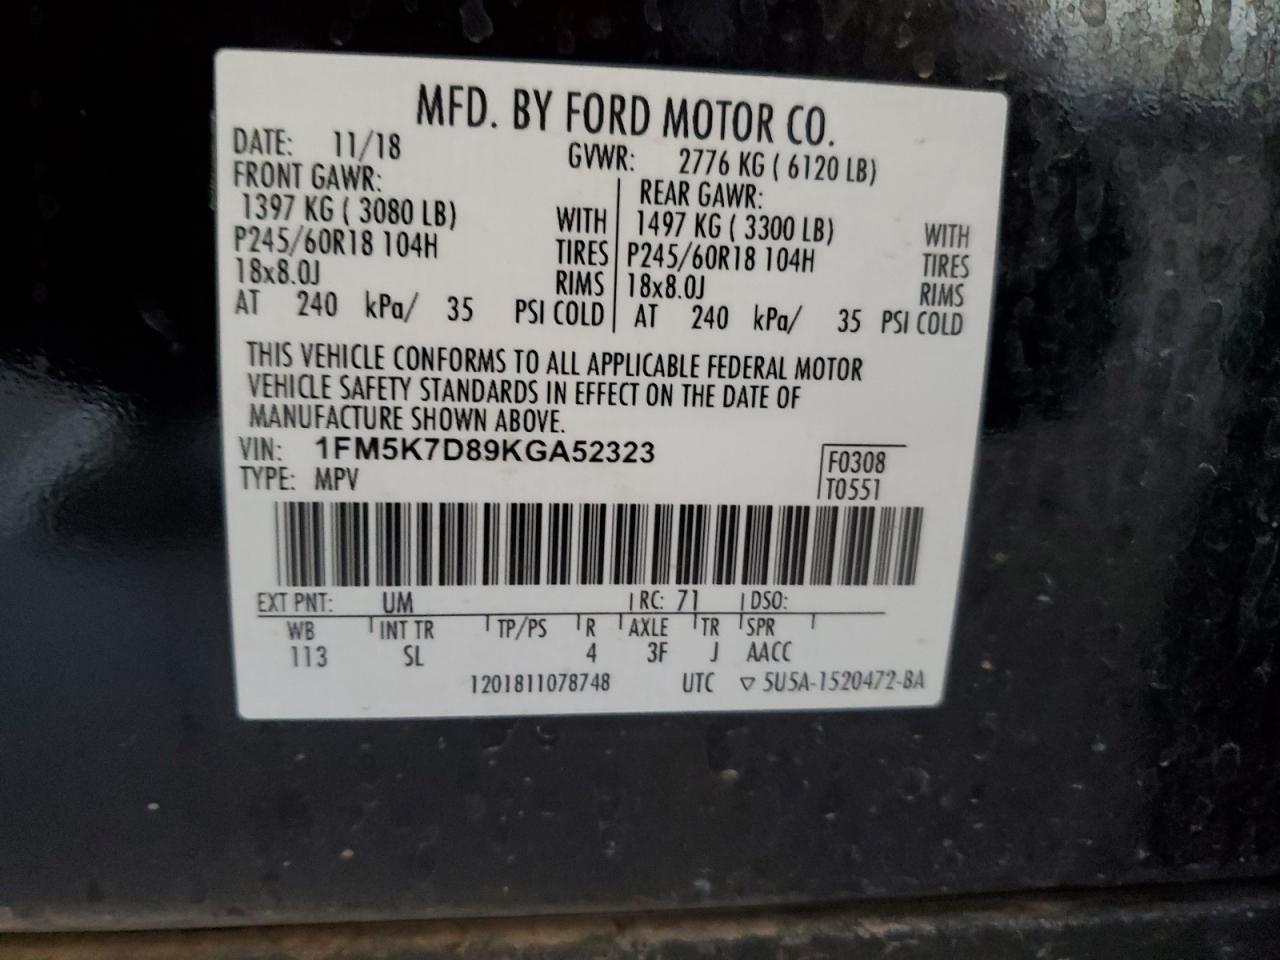 MFD. BY FORD MOTOR CO.
DATE: 11/18 GVWR: 2776 KG ( 6120 LB)
FRONT GAWR: REAR GAWR:
1397 KG ( 3080 LB) WITH 1497 KG ( 3300 LB) WITH
P245/60R18 104H TIRES P245/60R18 104H TIRES
18x8.0J RIMS 18x8.0J RIMS
AT 240 kPa/ 35 PSI COLD AT 240 kPa/ 35 PSI COLD
THIS VEHICLE CONFORMS TO ALL APPLICABLE FEDERAL MOTOR
VEHICLE SAFETY STANDARDS IN EFFECT ON THE DATE OF
MANUFACTURE SHOWN ABOVE.
VIN: 1FM5K7D89KGA52323 F0308
TYPE: MPV T0551
EXT PNT: UM RC: 71 DSO:
WB INT TR TP/PS R AXLE TR SPR
113 SL 4 3F J AACC
1201811078748 UTC ▽ 5U5A-1520472-BA